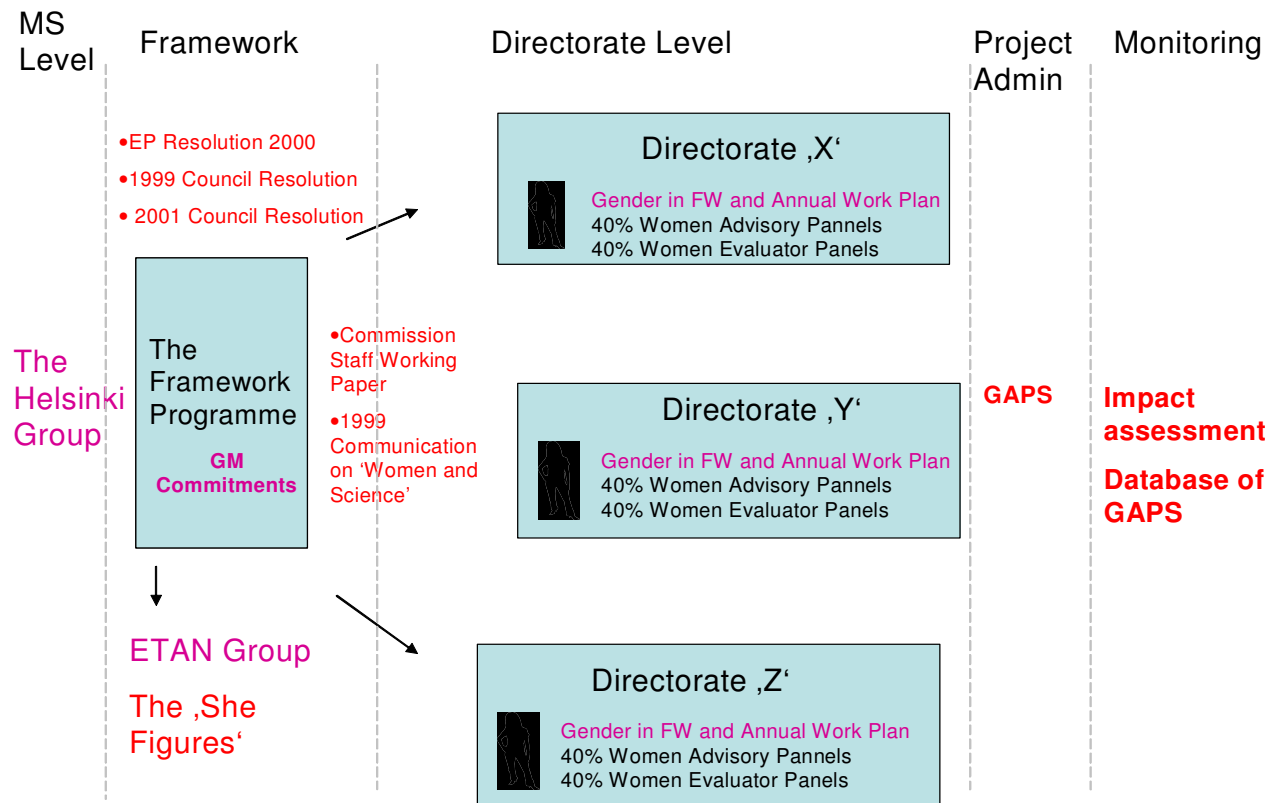 MS
Level
Framework
Directorate Level
Project
Admin
Monitoring
•EP Resolution 2000
•1999 Council Resolution
• 2001 Council Resolution
The
Helsinki
Group
The
Framework
Programme
GM
Commitments
•Commission
Staff Working
Paper
•1999
Communication
on ‘Women and
Science’
ETAN Group
The ‚She
Figures‘
Directorate ‚X‘
Gender in FW and Annual Work Plan
40% Women Advisory Pannels
40% Women Evaluator Panels
Directorate ‚Y‘
Gender in FW and Annual Work Plan
40% Women Advisory Pannels
40% Women Evaluator Panels
Directorate ‚Z‘
Gender in FW and Annual Work Plan
40% Women Advisory Pannels
40% Women Evaluator Panels
GAPS
Impact
assessment
Database of
GAPS